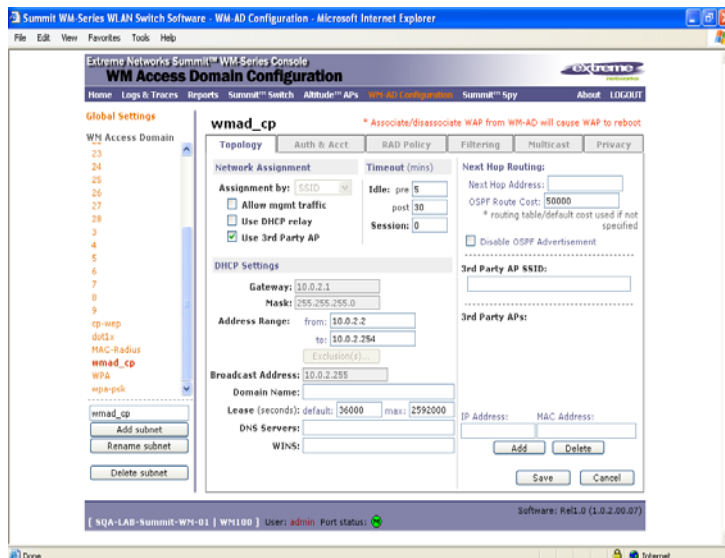 Summit WM-Series WLAN Switch Software - WM-AD Configuration - Microsoft Internet Explorer
File Edit View Favorites Tools Help
Extreme Networks Summit™ WM-Series Console
WM Access Domain Configuration
extreme
networks
Home Logs & Traces Reports Summit™ Switch Altitude™ APs WM-AD Configuration Summit™ Spy About LOGOUT
Global Settings
WM Access Domain
23
24
25
26
27
28
3
4
5
6
7
8
9
cp-wep
dot1x
MAC-Radius
wmad_cp
WPA
wpa-psk
wmad_cp
Add subnet
Rename subnet
Delete subnet
wmad_cp
* Associate/disassociate WAP from WM-AD will cause WAP to reboot
Topology Auth & Acct RAD Policy Filtering Multicast Privacy
Network Assignment
Assignment by: SSID
Allow mgmt traffic
Use DHCP relay
Use 3rd Party AP
Timeout (mins)
Idle: pre 5
post 30
Session: 0
Next Hop Routing:
Next Hop Address:
OSPF Route Cost: 50000
* routing table/default cost used if not specified
Disable OSPF Advertisement
DHCP Settings
Gateway: 10.0.2.1
Mask: 255.255.255.0
Address Range: from: 10.0.2.2
to: 10.0.2.254
Exclusion(s)...
Broadcast Address: 10.0.2.255
Domain Name:
Lease (seconds): default: 36000 max: 2592000
DNS Servers:
WINS:
3rd Party AP SSID:
3rd Party APs:
IP Address: MAC Address:
Add Delete
Save Cancel
[ SQA-LAB-Summit-WM-01 | WM100 ] User: admin Port status:
Software: Rel1.0 (1.0.2.00.07)
Done
Internet